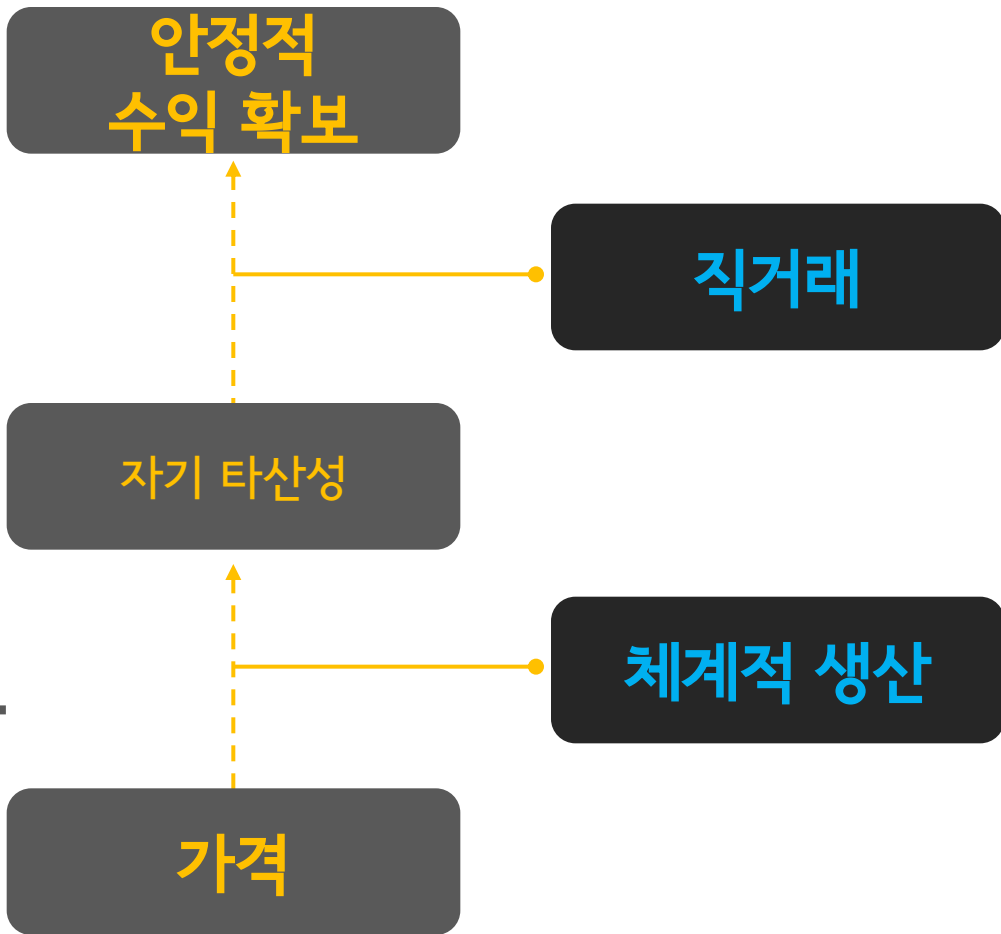 안정적
수익 확보
직거래
자기 타산성
체계적 생산
가격